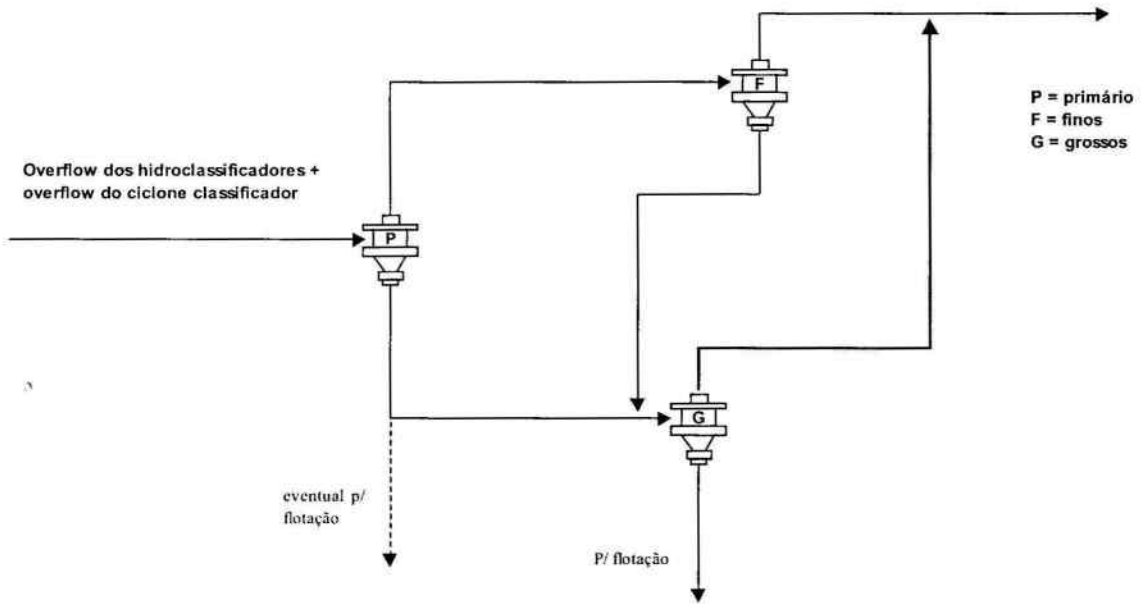 F
P = primário
F = finos
G = grossos
Overflow dos hidroclassificadores +
overflow do ciclone classificador
P
G
eventual p/
flotação
P/ flotação